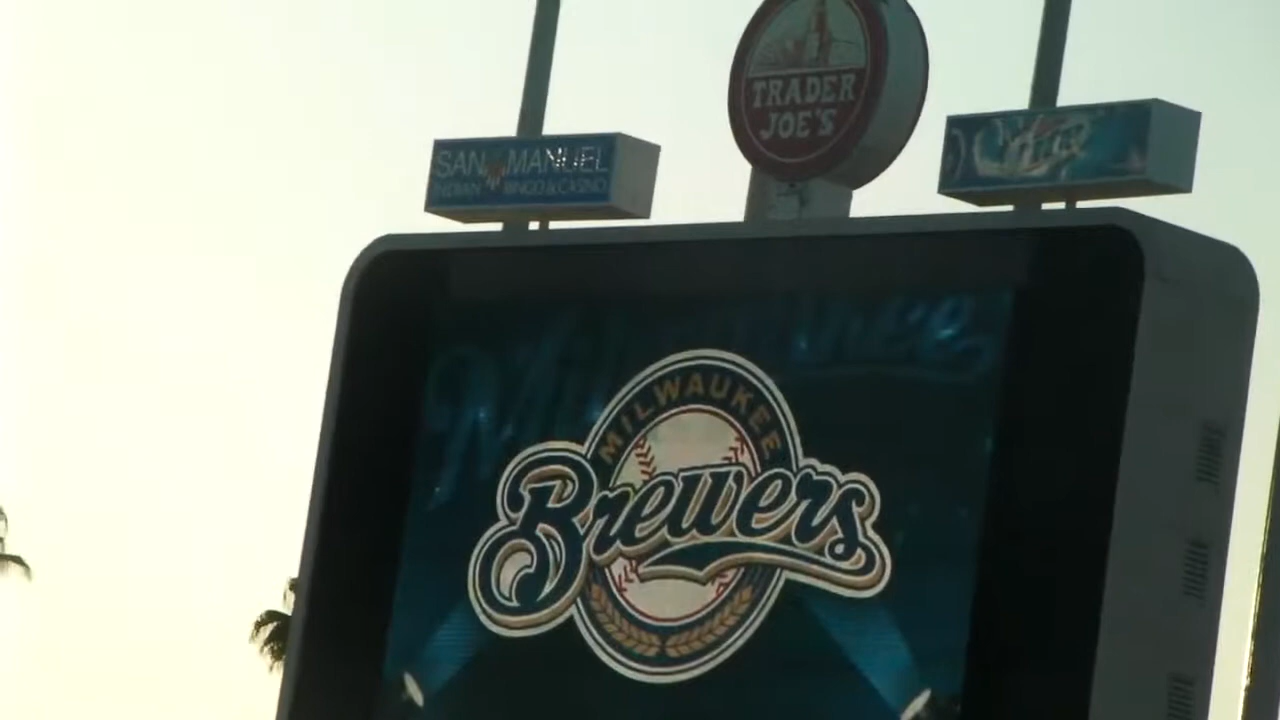 SAN MANUEL
INDIAN BINGO & CASINO
TRADER
JOE'S
MILWAUKEE
Brewers